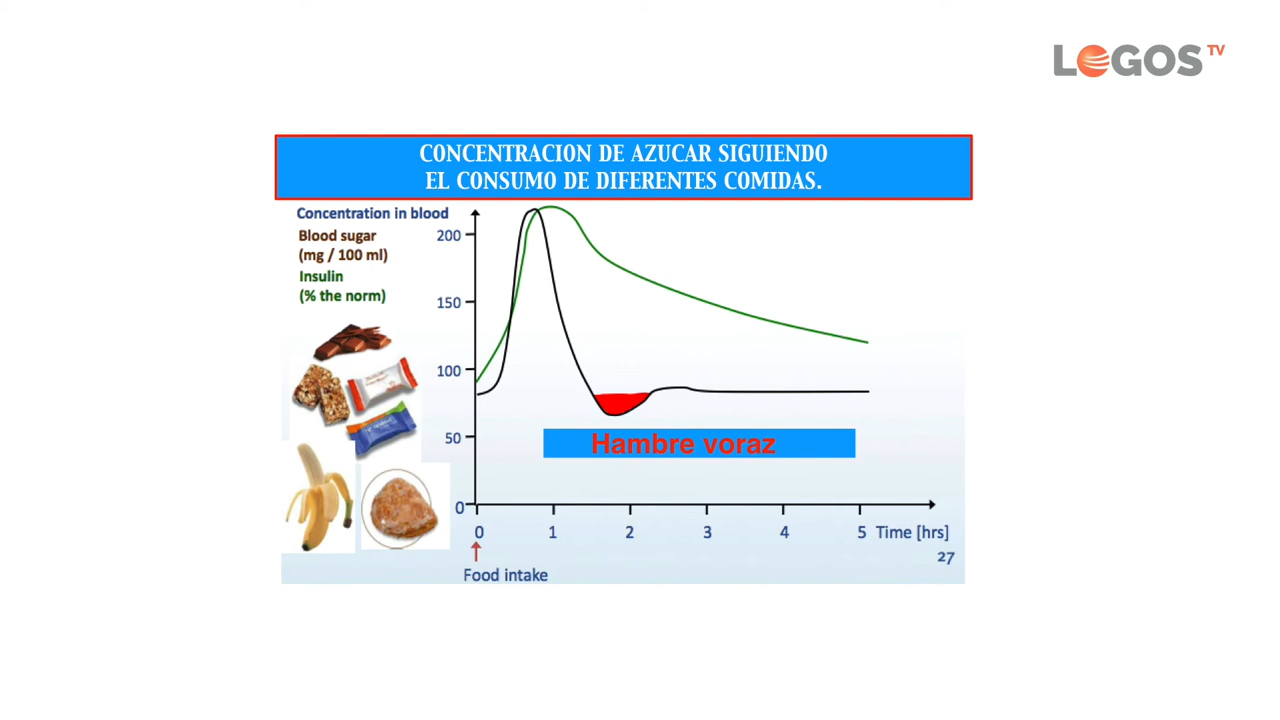 LOGOS TV
CONCENTRACION DE AZUCAR SIGUIENDO
EL CONSUMO DE DIFERENTES COMIDAS.
Concentration in blood
Blood sugar
(mg / 100 ml)
Insulin
(% the norm)
200
150
100
50
0
Hambre voraz
0 1 2 3 4 5 Time [hrs]
27
Food intake